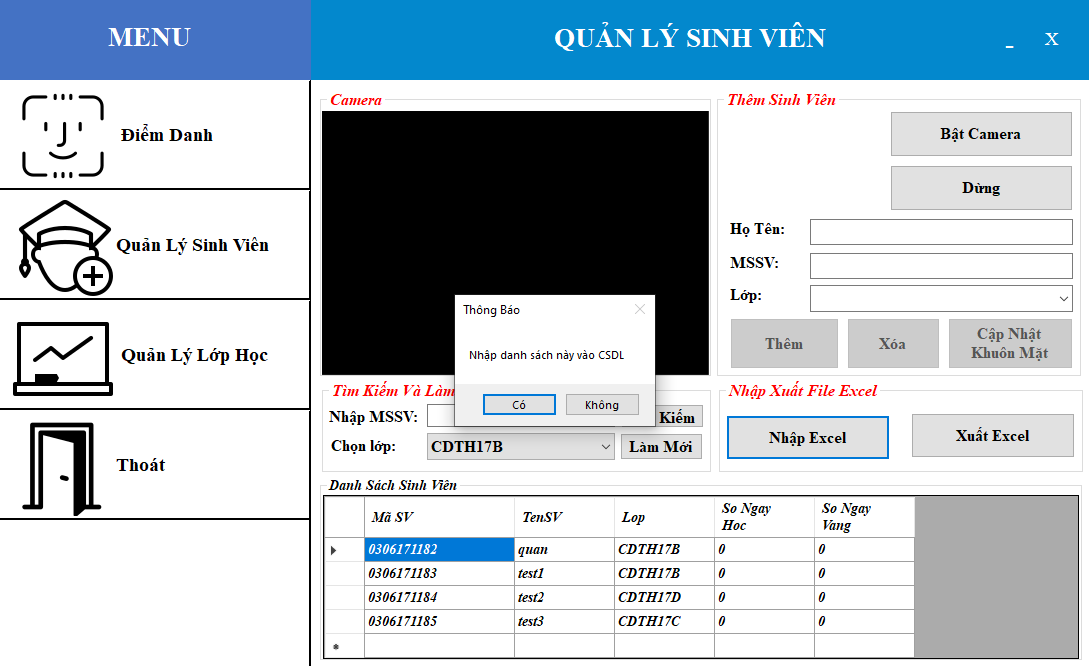 MENU
QUẢN LÝ SINH VIÊN
_ X
Điểm Danh
Quản Lý Sinh Viên
Quản Lý Lớp Học
Thoát
Camera
Thêm Sinh Viên
Bật Camera
Dừng
Họ Tên:
MSSV:
Lớp:
Thêm
Xóa
Cập Nhật
Khuôn Mặt
Thông Báo
Nhập danh sách này vào CSDL
Có
Không
Tìm Kiếm Và Làm
Nhập MSSV:
Kiếm
Chọn lớp:
CDTH17B
Làm Mới
Nhập Xuất File Excel
Nhập Excel
Xuất Excel
Danh Sách Sinh Viên
Mã SV TenSV Lop So Ngay Hoc So Ngay Vang
0306171182 quan CDTH17B 0 0
0306171183 test1 CDTH17B 0 0
0306171184 test2 CDTH17D 0 0
0306171185 test3 CDTH17C 0 0